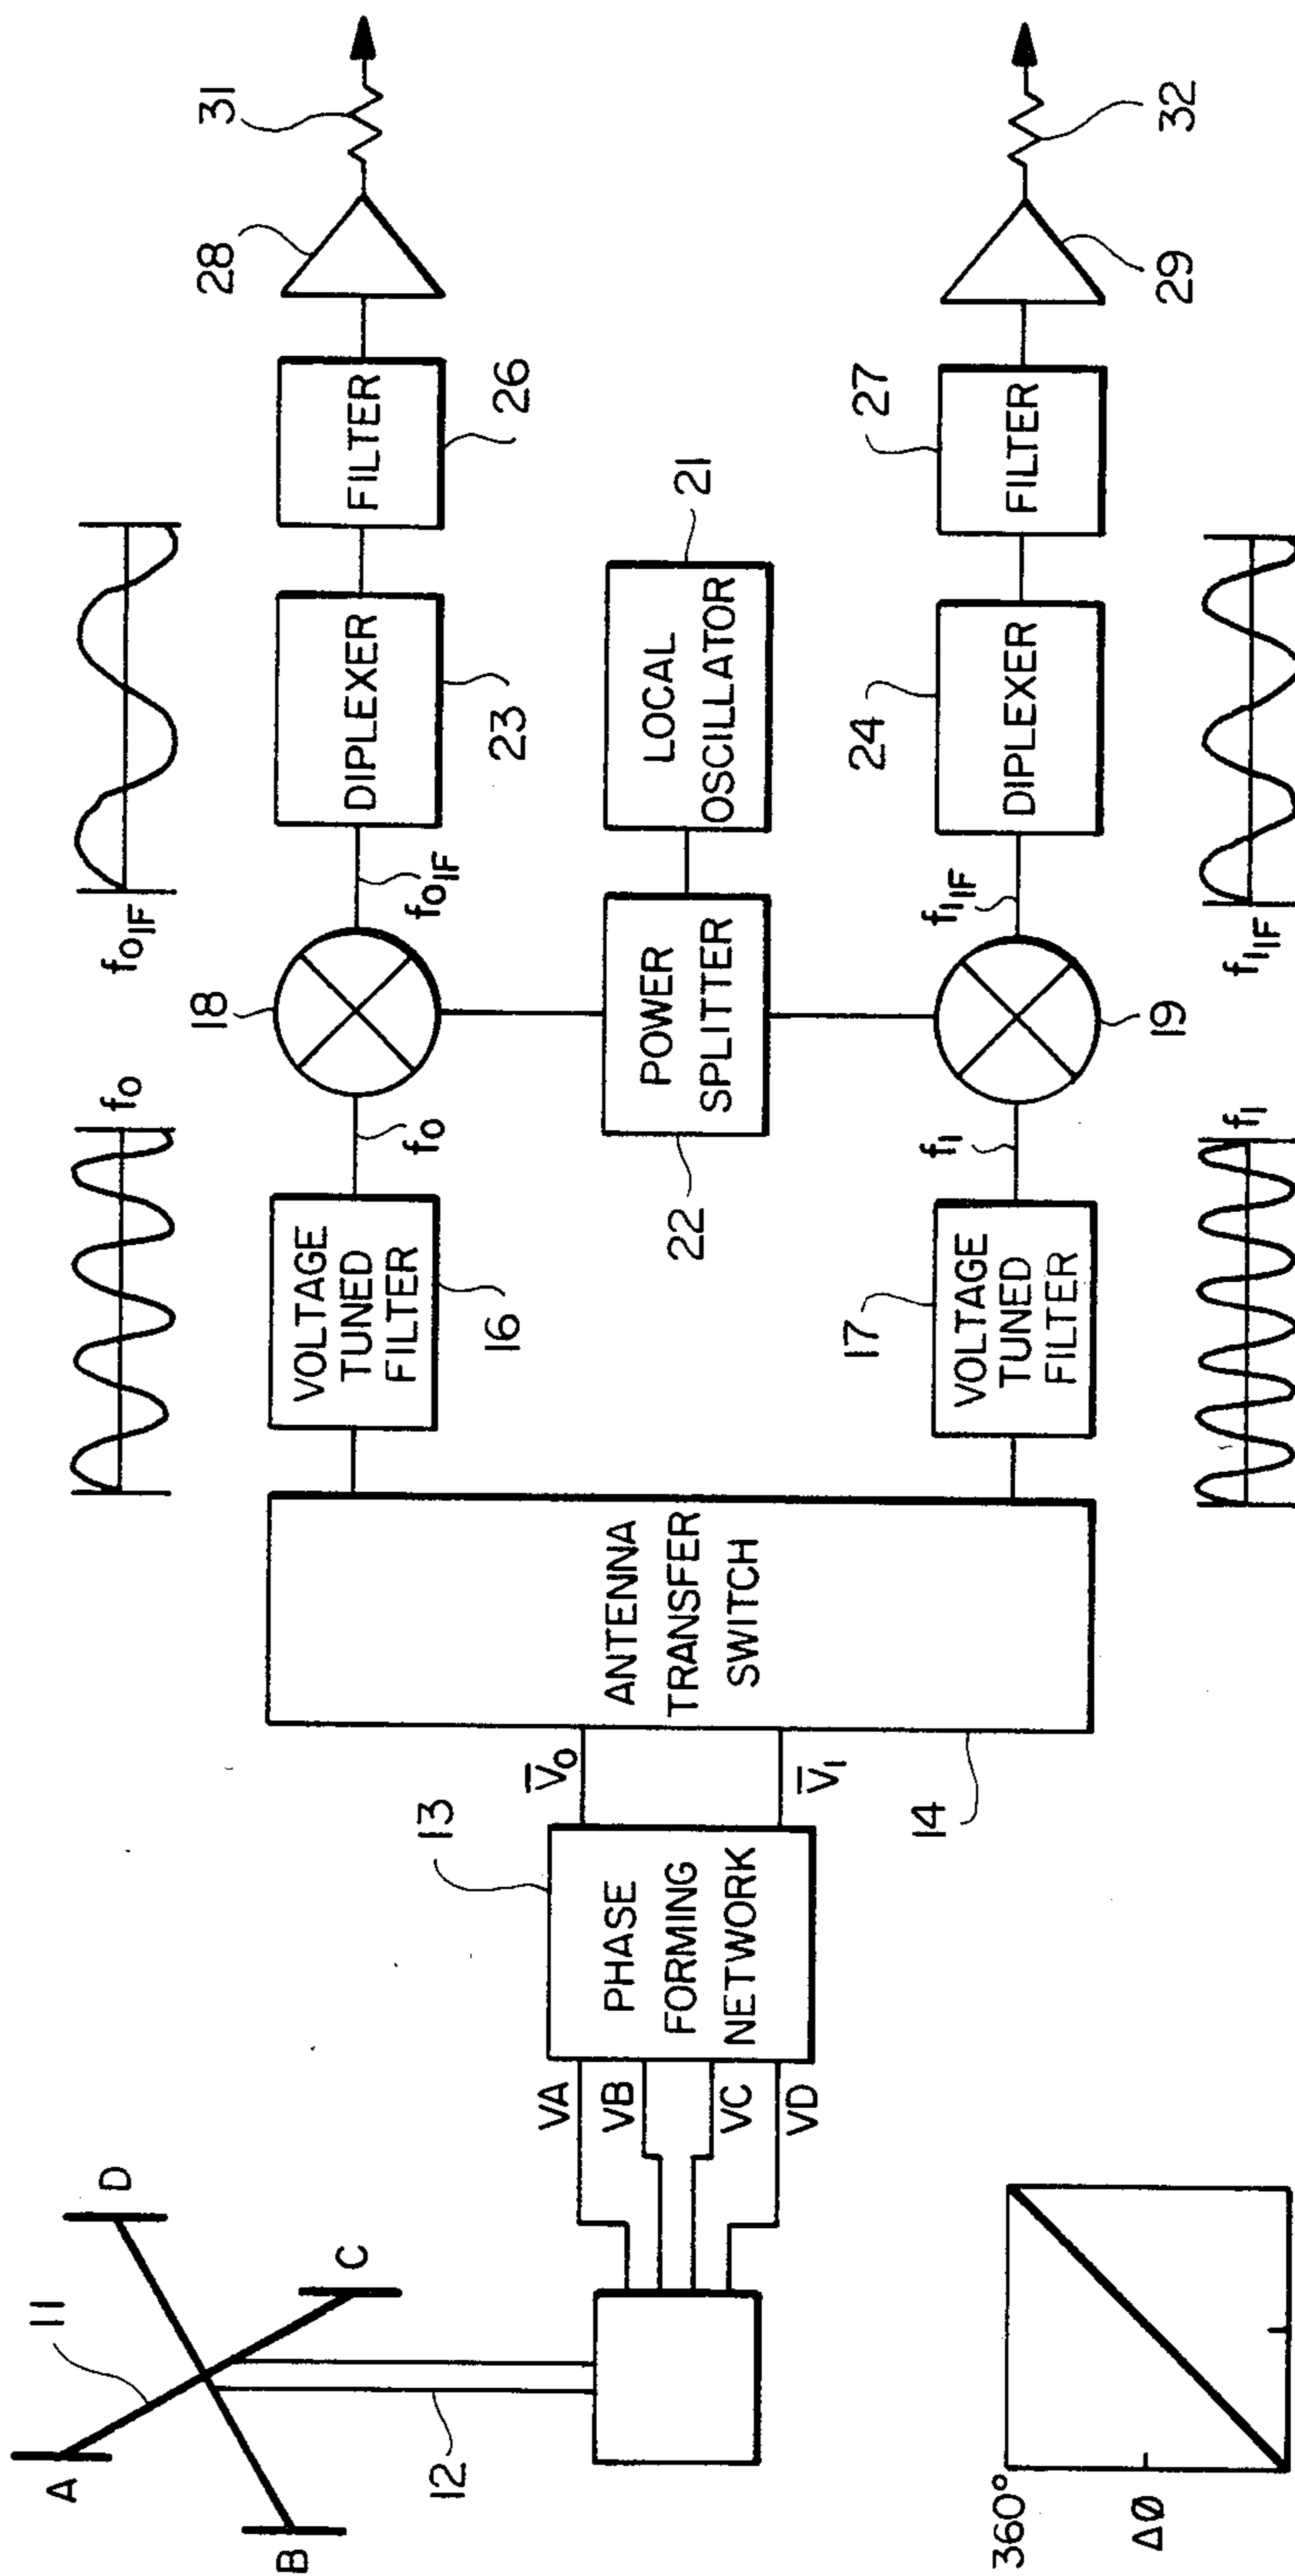 A
B
C
D
11
12
VA
VB
VC
VD
13
PHASE
FORMING
NETWORK
V̅0
V̅1
14
ANTENNA
TRANSFER
SWITCH
VOLTAGE
TUNED
FILTER
16
VOLTAGE
TUNED
FILTER
17
f0
f0
f1
f1
18
19
POWER
SPLITTER
22
LOCAL
OSCILLATOR
21
f0IF
f0IF
f1IF
f1IF
DIPLEXER
23
DIPLEXER
24
FILTER
26
FILTER
27
28
29
31
32
360°
ΔØ